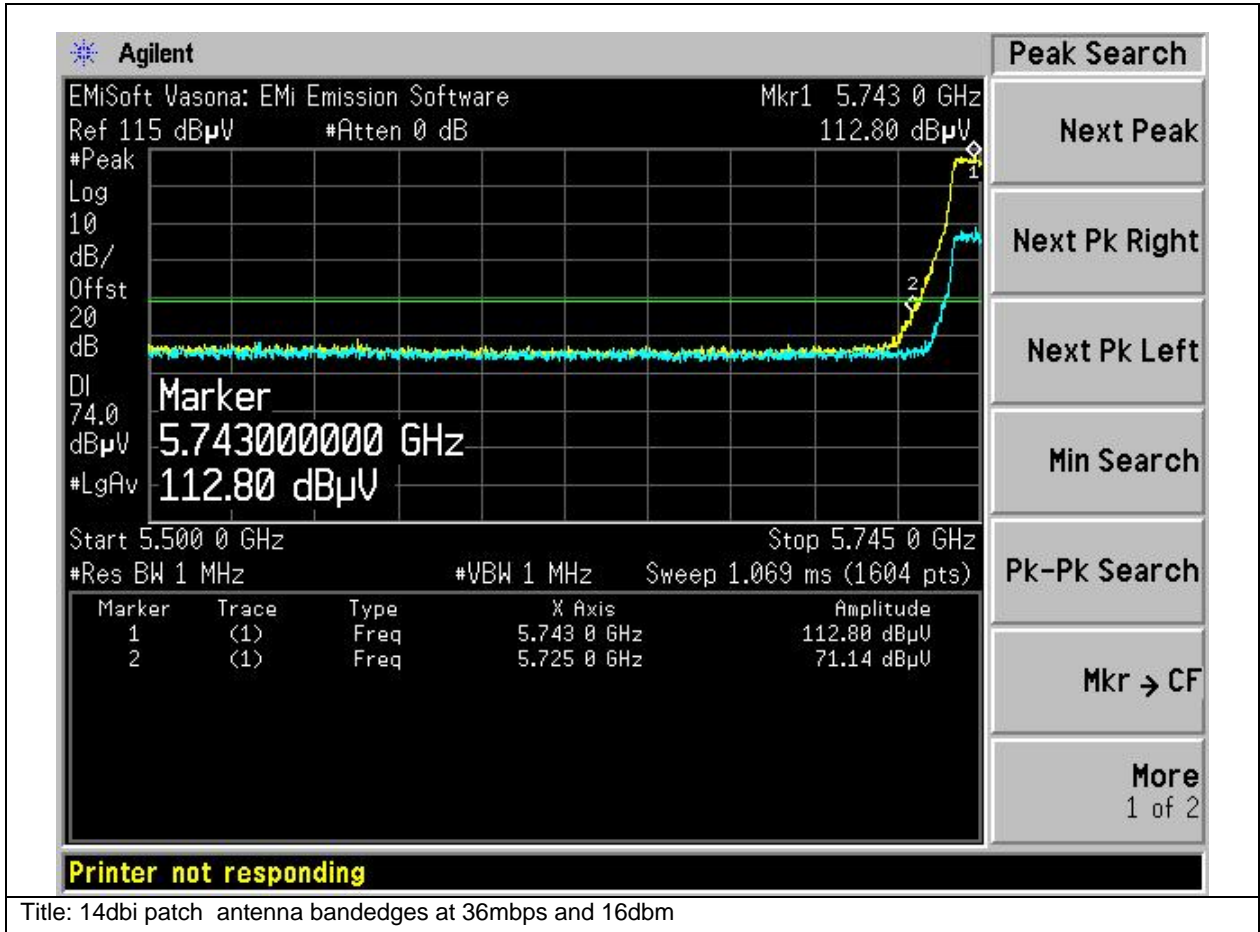 Agilent
Peak Search
EMiSoft Vasona: EMi Emission Software
Mkr1 5.743 0 GHz
Ref 115 dBµV #Atten 0 dB 112.80 dBµV
#Peak
Log
10
dB/
Offst
20
dB
DI
74.0
dBµV
#LgAv
1
2
Marker
5.743000000 GHz
112.80 dBµV
Start 5.500 0 GHz Stop 5.745 0 GHz
#Res BW 1 MHz #VBW 1 MHz Sweep 1.069 ms (1604 pts)
Marker Trace Type X Axis Amplitude
1 (1) Freq 5.743 0 GHz 112.80 dBµV
2 (1) Freq 5.725 0 GHz 71.14 dBµV
Next Peak
Next Pk Right
Next Pk Left
Min Search
Pk-Pk Search
Mkr → CF
More
1 of 2
Printer not responding
Title: 14dbi patch antenna bandedges at 36mbps and 16dbm